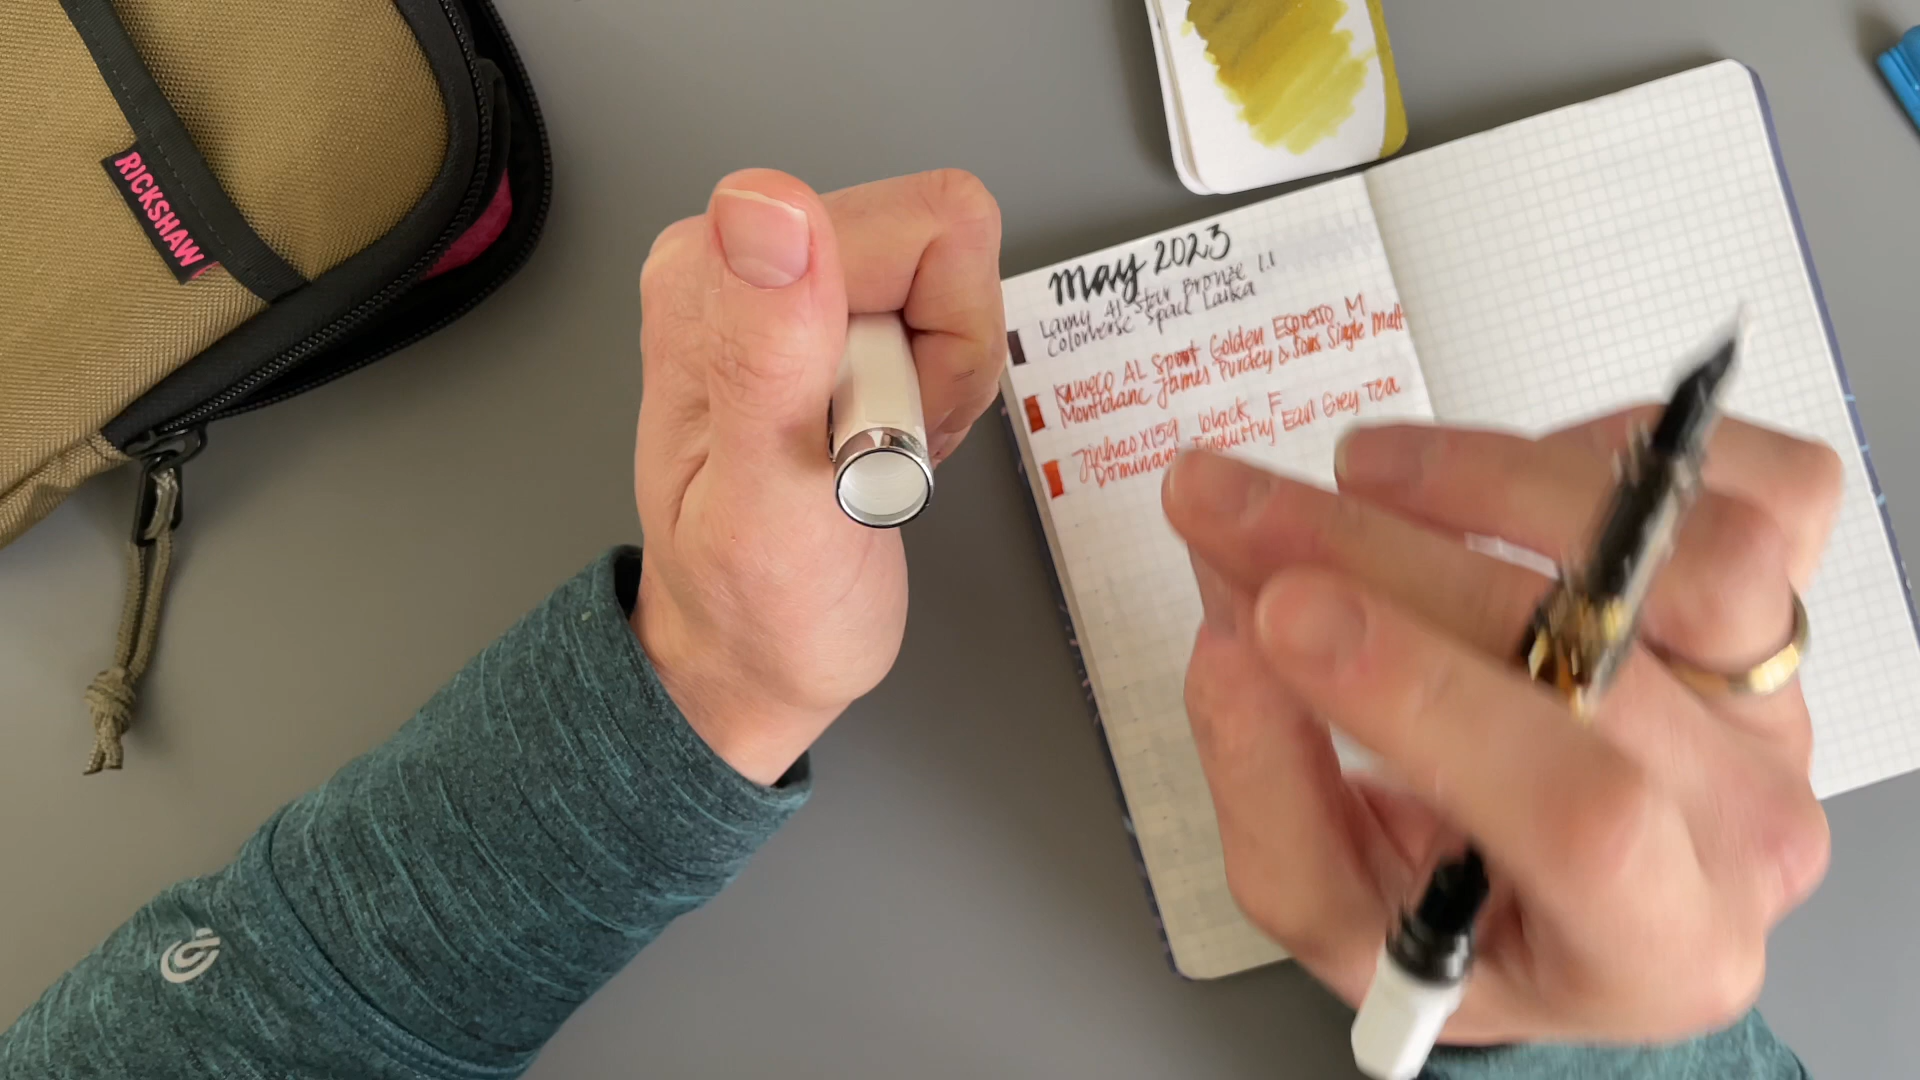 RICKSHAW
May 2023
Lamy Al Star Bronze 1.1
Colorverse Space Laika
Kaweco AL Sport Golden Espresso M
Montblanc James Purdey & Sons Single Malt
Jinhao X159 black F
Dominant Industry Earl Grey Tea